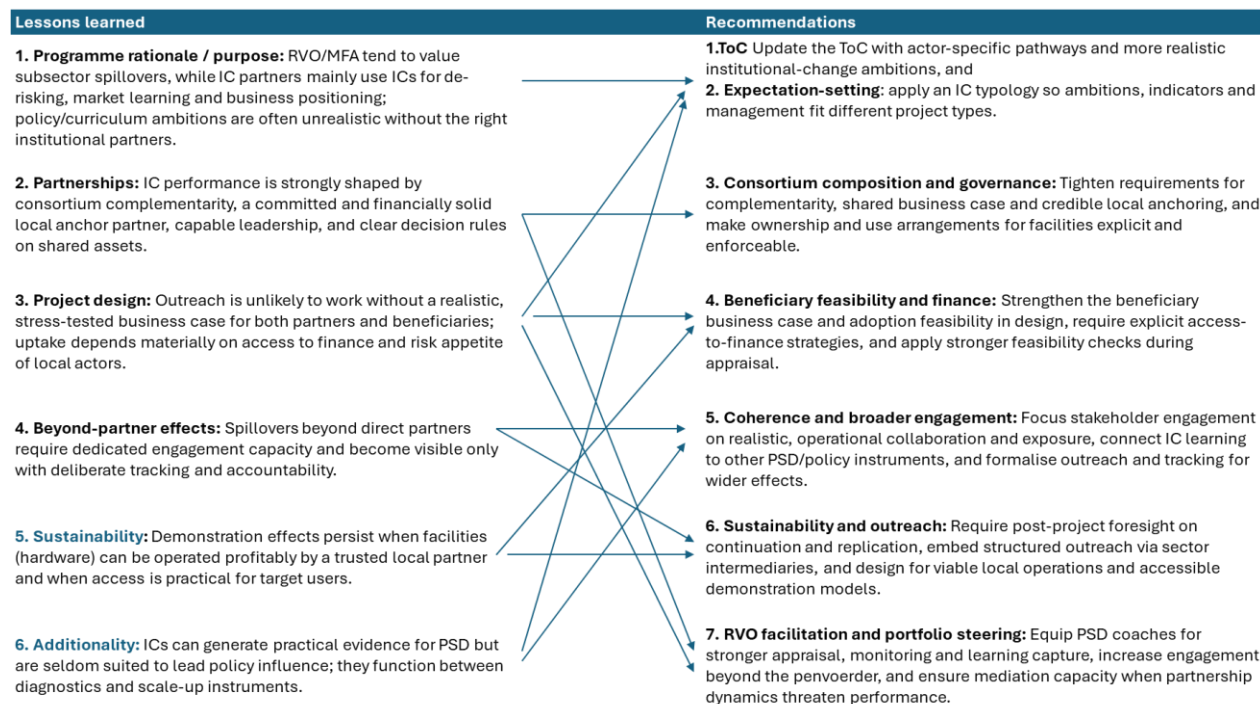 Lessons learned
Recommendations
1. Programme rationale / purpose: RVO/MFA tend to value
subsector spillovers, while IC partners mainly use ICs for de-
risking, market learning and business positioning;
policy/curriculum ambitions are often unrealistic without the right
institutional partners.
2. Partnerships: IC performance is strongly shaped by
consortium complementarity, a committed and financially solid
local anchor partner, capable leadership, and clear decision rules
on shared assets.
3. Project design: Outreach is unlikely to work without a realistic,
stress-tested business case for both partners and beneficiaries;
uptake depends materially on access to finance and risk appetite
of local actors.
4. Beyond-partner effects: Spillovers beyond direct partners
require dedicated engagement capacity and become visible only
with deliberate tracking and accountability.
5. Sustainability: Demonstration effects persist when facilities
(hardware) can be operated profitably by a trusted local partner
and when access is practical for target users.
6. Additionality: ICs can generate practical evidence for PSD but
are seldom suited to lead policy influence; they function between
diagnostics and scale-up instruments.
1.ToC Update the ToC with actor-specific pathways and more realistic
institutional-change ambitions, and
2. Expectation-setting: apply an IC typology so ambitions, indicators and
management fit different project types.
3. Consortium composition and governance: Tighten requirements for
complementarity, shared business case and credible local anchoring, and
make ownership and use arrangements for facilities explicit and
enforceable.
4. Beneficiary feasibility and finance: Strengthen the beneficiary
business case and adoption feasibility in design, require explicit access-
to-finance strategies, and apply stronger feasibility checks during
appraisal.
5. Coherence and broader engagement: Focus stakeholder engagement
on realistic, operational collaboration and exposure, connect IC learning
to other PSD/policy instruments, and formalise outreach and tracking for
wider effects.
6. Sustainability and outreach: Require post-project foresight on
continuation and replication, embed structured outreach via sector
intermediaries, and design for viable local operations and accessible
demonstration models.
7. RVO facilitation and portfolio steering: Equip PSD coaches for
stronger appraisal, monitoring and learning capture, increase engagement
beyond the penvoerder, and ensure mediation capacity when partnership
dynamics threaten performance.